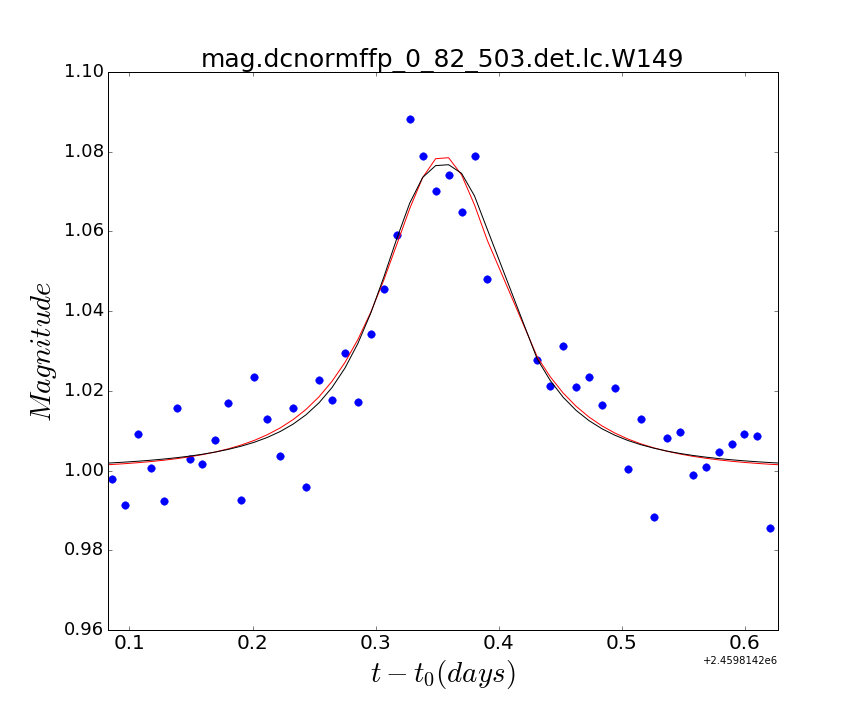 mag.dcnormffp_0_82_503.det.lc.W149
1.10
1.08
1.06
1.04
1.02
1.00
0.98
0.96
Magnitude
0.1 0.2 0.3 0.4 0.5 0.6
+2.4598142e6
t − t₀(days)